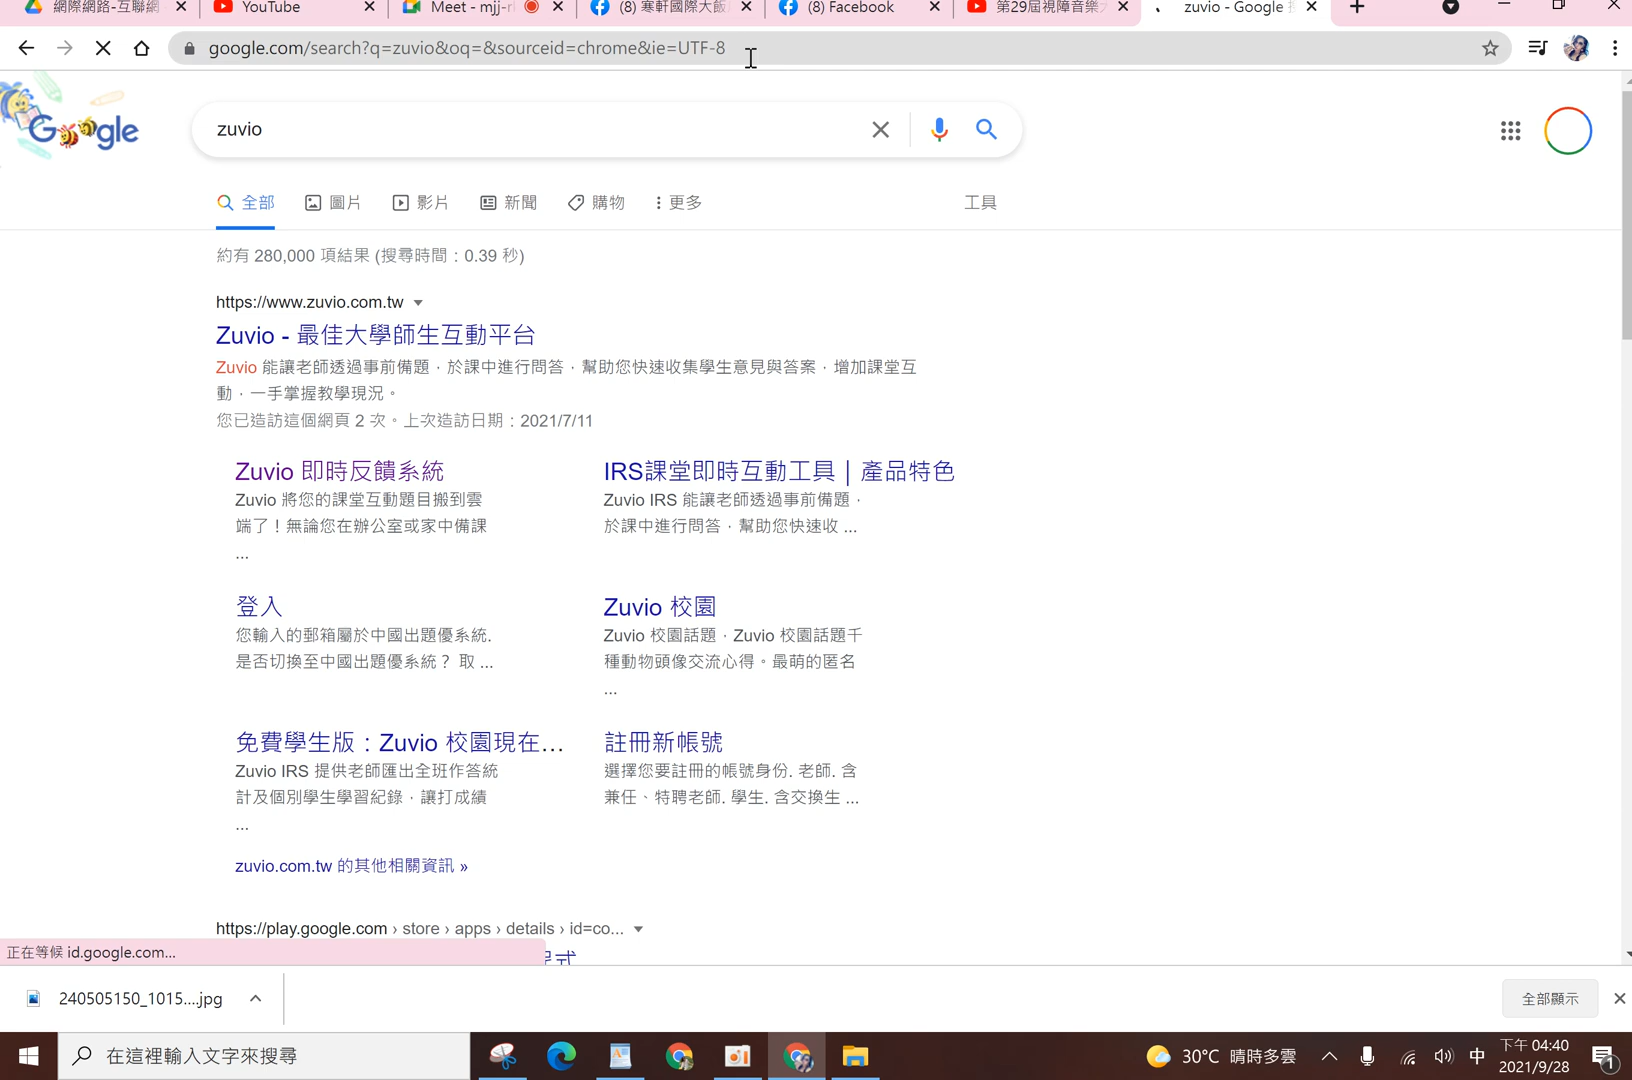 網際網路-互聯網
YouTube
Meet - mjj-r
(8) 寒軒國際大飯
(8) Facebook
第29屆視障音樂
zuvio - Google
google.com/search?q=zuvio&oq=&sourceid=chrome&ie=UTF-8
Google
zuvio
全部
圖片
影片
新聞
購物
更多
工具
約有 280,000 項結果 (搜尋時間：0.39 秒)
https://www.zuvio.com.tw
Zuvio - 最佳大學師生互動平台
Zuvio 能讓老師透過事前備題，於課中進行問答，幫助您快速收集學生意見與答案，增加課堂互
動，一手掌握教學現況。
您已造訪這個網頁 2 次。上次造訪日期：2021/7/11
Zuvio 即時反饋系統
Zuvio 將您的課堂互動題目搬到雲
端了！無論您在辦公室或家中備課
...
IRS課堂即時互動工具 | 產品特色
Zuvio IRS 能讓老師透過事前備題，
於課中進行問答，幫助您快速收 ...
登入
您輸入的郵箱屬於中國出題優系統.
是否切換至中國出題優系統？ 取 ...
Zuvio 校園
Zuvio 校園話題，Zuvio 校園話題千
種動物頭像交流心得。最萌的匿名
...
免費學生版：Zuvio 校園現在…
Zuvio IRS 提供老師匯出全班作答統
計及個別學生學習紀錄，讓打成績
...
註冊新帳號
選擇您要註冊的帳號身份. 老師. 含
兼任、特聘老師. 學生. 含交換生 ...
zuvio.com.tw 的其他相關資訊 »
https://play.google.com › store › apps › details › id=co...
正在等候 id.google.com...
程式
240505150_1015....jpg
全部顯示
在這裡輸入文字來搜尋
30°C 晴時多雲
中
下午 04:40
2021/9/28
1